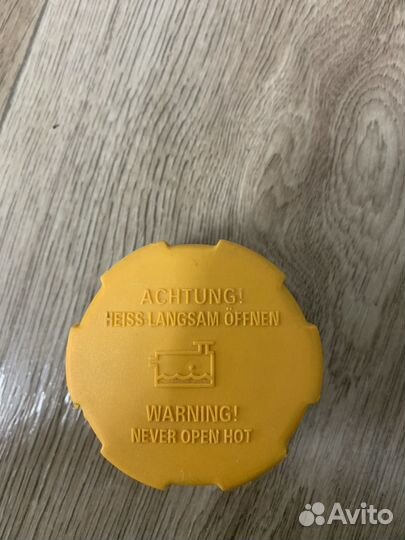 ACHTUNG!
HEISS LANGSAM ÖFFNEN
WARNING!
NEVER OPEN HOT
Avito